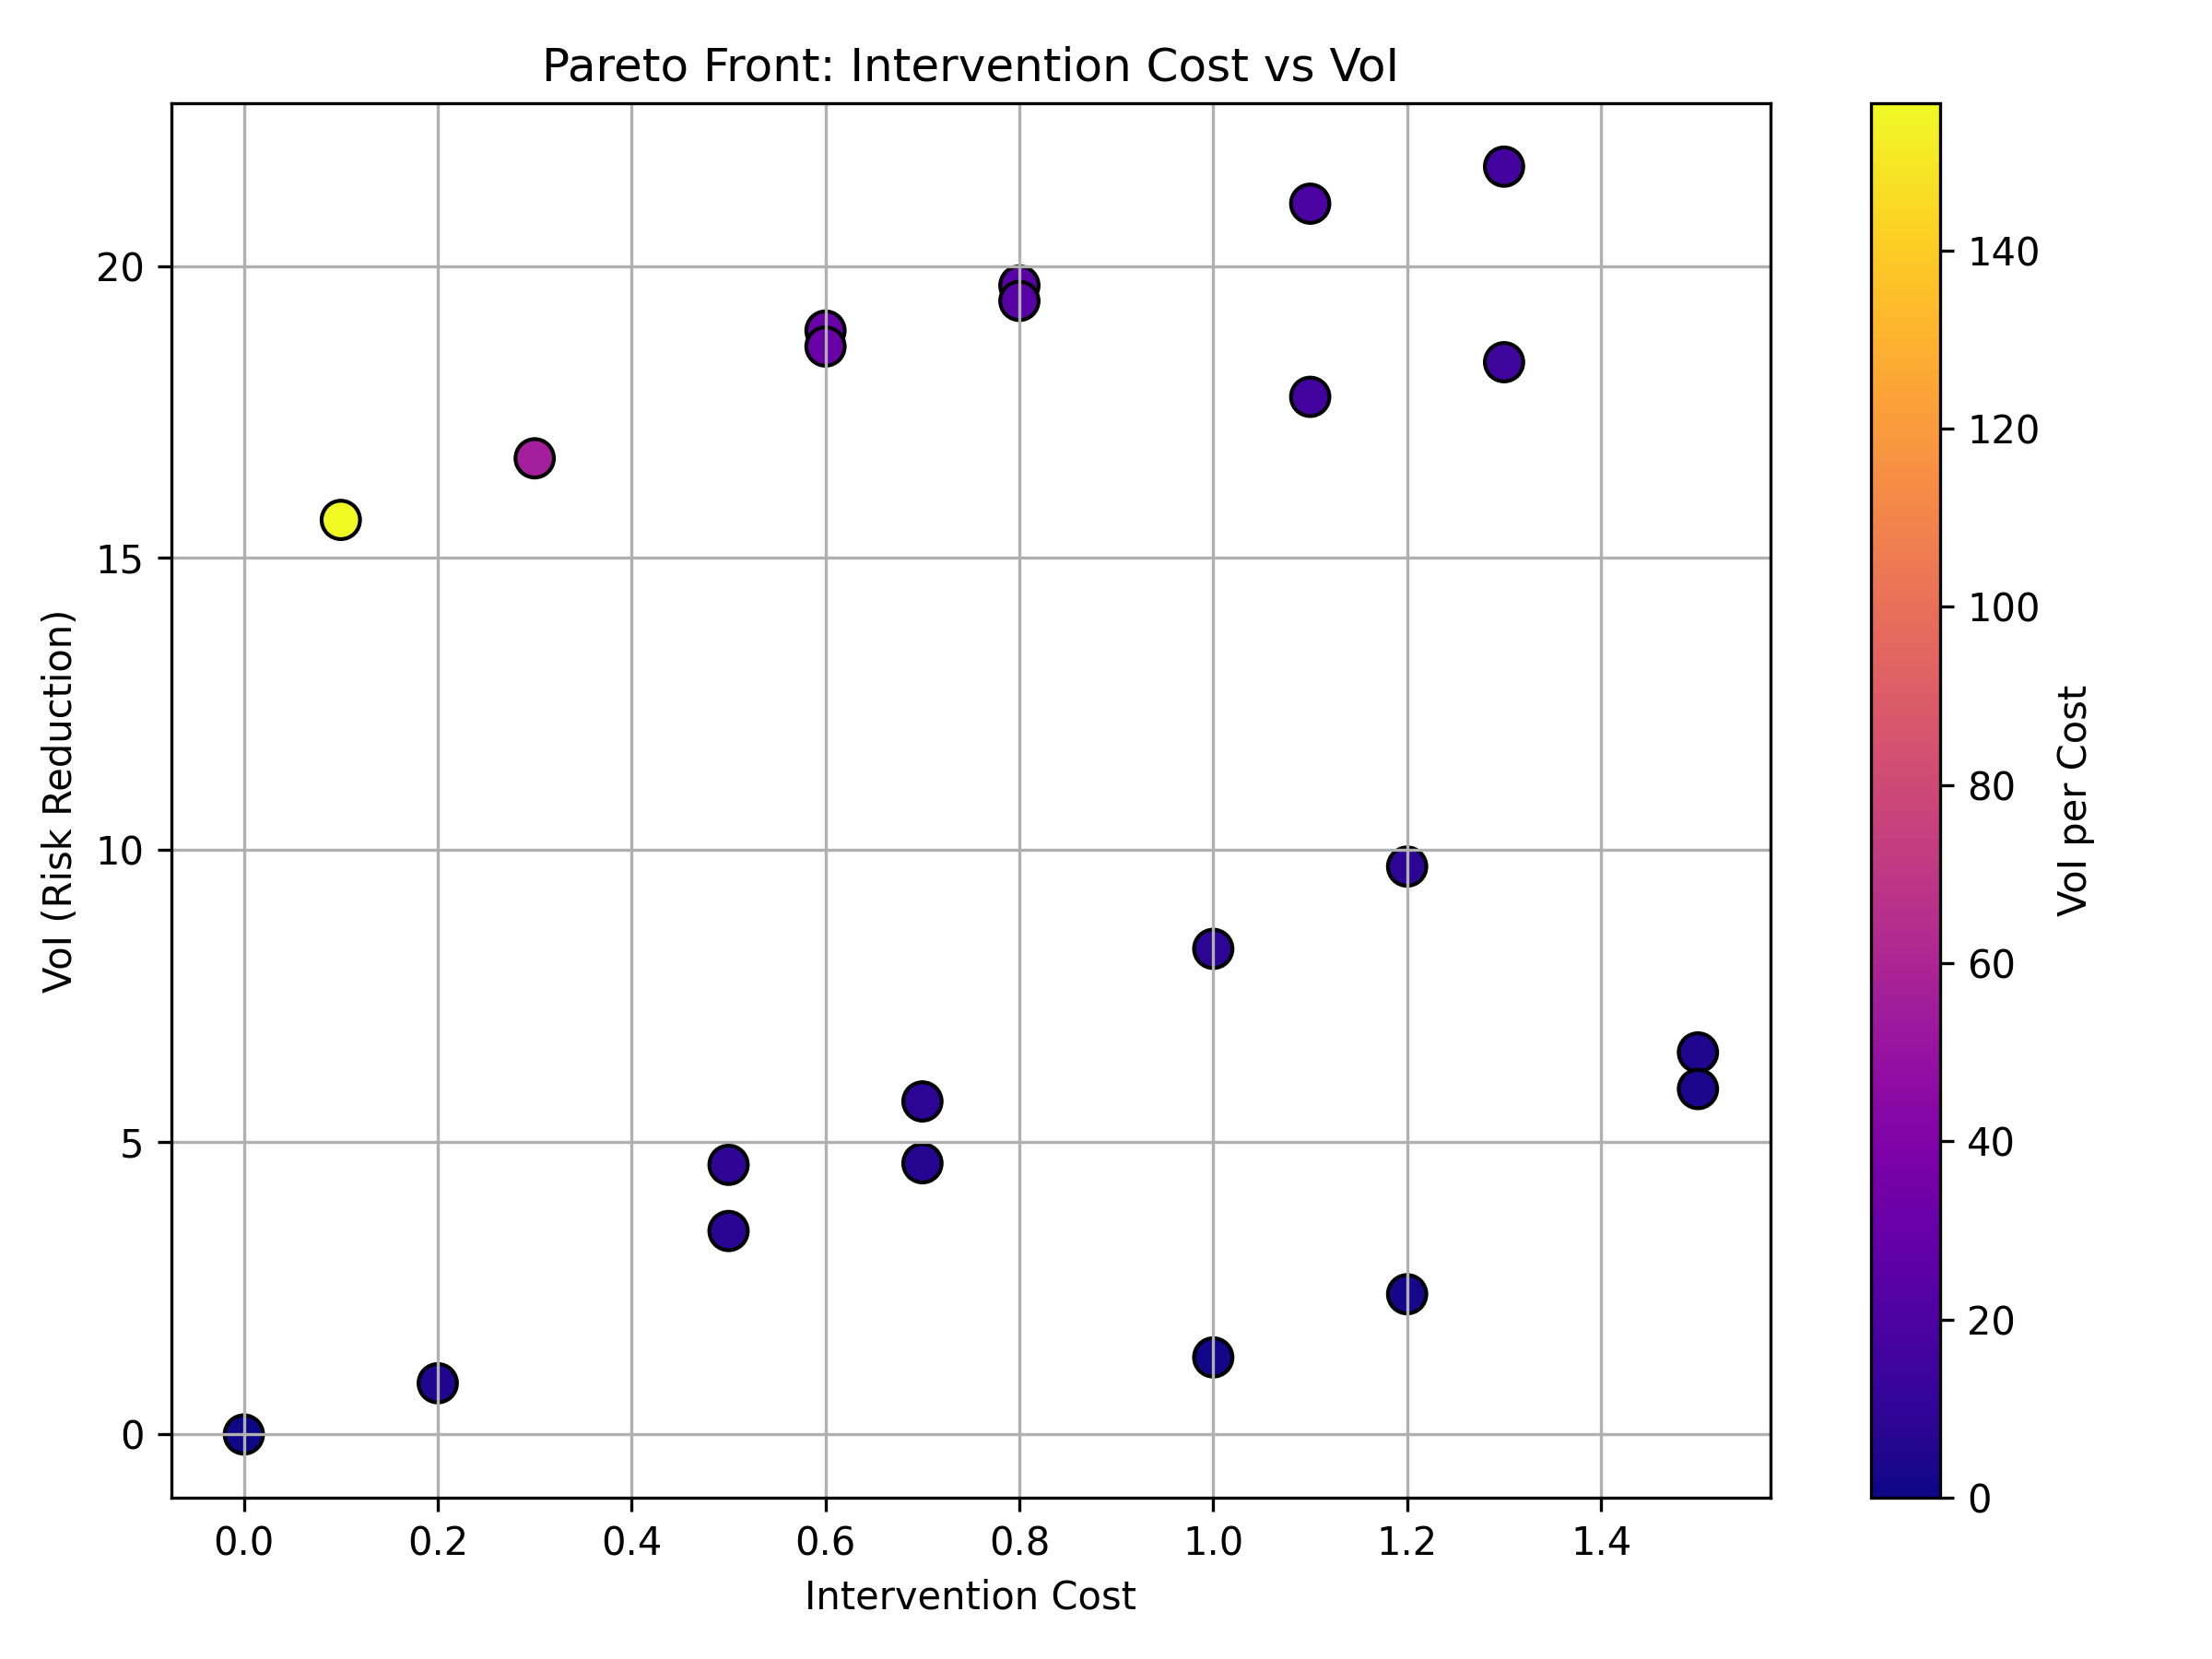 Pareto Front: Intervention Cost vs VoI
VoI (Risk Reduction)
20
15
10
5
0
0.0 0.2 0.4 0.6 0.8 1.0 1.2 1.4
Intervention Cost
140
120
100
80
60
40
20
0
VoI per Cost